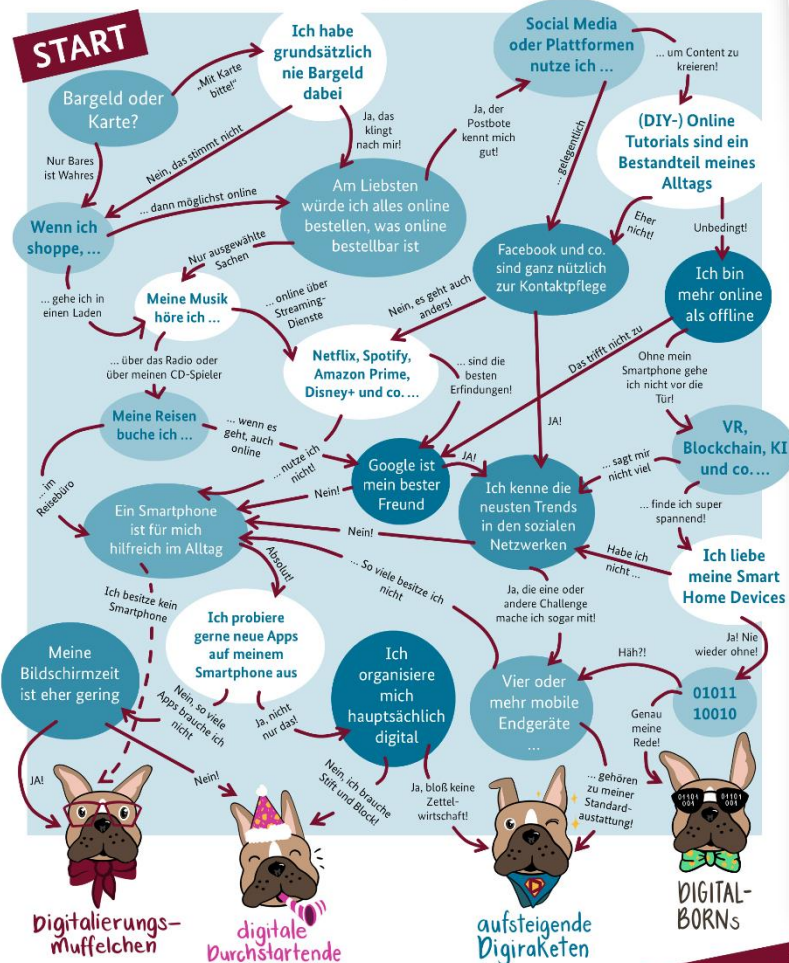 START
Bargeld oder
Karte?
„Mit Karte
bitte!“
Ich habe
grundsätzlich
nie Bargeld
dabei
Social Media
oder Plattformen
nutze ich ...
... um Content zu
kreieren!
(DIY-) Online
Tutorials sind ein
Bestandteil meines
Alltags
Nur Bares
ist Wahres
Nein, das stimmt nicht
Ja, das
klingt
nach mir!
Ja, der
Postbote
kennt mich
gut!
... gelegentlich
Wenn ich
shoppe, ...
... dann möglichst online
Am Liebsten
würde ich alles online
bestellen, was online
bestellbar ist
Eher
nicht!
Unbedingt!
Facebook und co.
sind ganz nützlich
zur Kontaktpflege
Ich bin
mehr online
als offline
... gehe ich in
einen Laden
Nur ausgewählte
Sachen
Meine Musik
höre ich ...
... online über
Streaming-
Dienste
Nein, es geht auch
anders!
Das trifft nicht zu
Ohne mein
Smartphone gehe
ich nicht vor die
Tür!
... über das Radio oder
über meinen CD-Spieler
Netflix, Spotify,
Amazon Prime,
Disney+ und co. ...
... sind die
besten
Erfindungen!
JA!
Meine Reisen
buche ich ...
... wenn es
geht, auch
online
... nutze ich
nicht!
Google ist
mein bester
Freund
JA!
Nein!
VR,
Blockchain, KI
und co. ...
... sagt mir
nicht viel
... finde ich super
spannend!
... im
Reisebüro
Ein Smartphone
ist für mich
hilfreich im Alltag
Ich kenne die
neusten Trends
in den sozialen
Netzwerken
Nein!
Habe ich
nicht ...
Ich liebe
meine Smart
Home Devices
Absolut!
... So viele besitze ich
nicht
Ja, die eine oder
andere Challenge
mache ich sogar mit!
Ich besitze kein
Smartphone
Ich probiere
gerne neue Apps
auf meinem
Smartphone aus
Ja! Nie
wieder ohne!
Meine
Bildschirmzeit
ist eher gering
Ich
organisiere
mich
hauptsächlich
digital
Vier oder
mehr mobile
Endgeräte
...
Häh?!
01011
10010
Nein, so viele
Apps brauche ich
nicht
Ja, nicht
nur das!
Genau
meine
Rede!
JA!
Nein!
Nein, ich brauche
Stift und Block!
Ja, bloß keine
Zettel-
wirtschaft!
... gehören
zu meiner
Standard-
austattung!
01101
001
01101
001
D
Digitalierungs-
Muffelchen
digitale
Durchstartende
aufsteigende
Digiraketen
DIGITAL-
BORNs